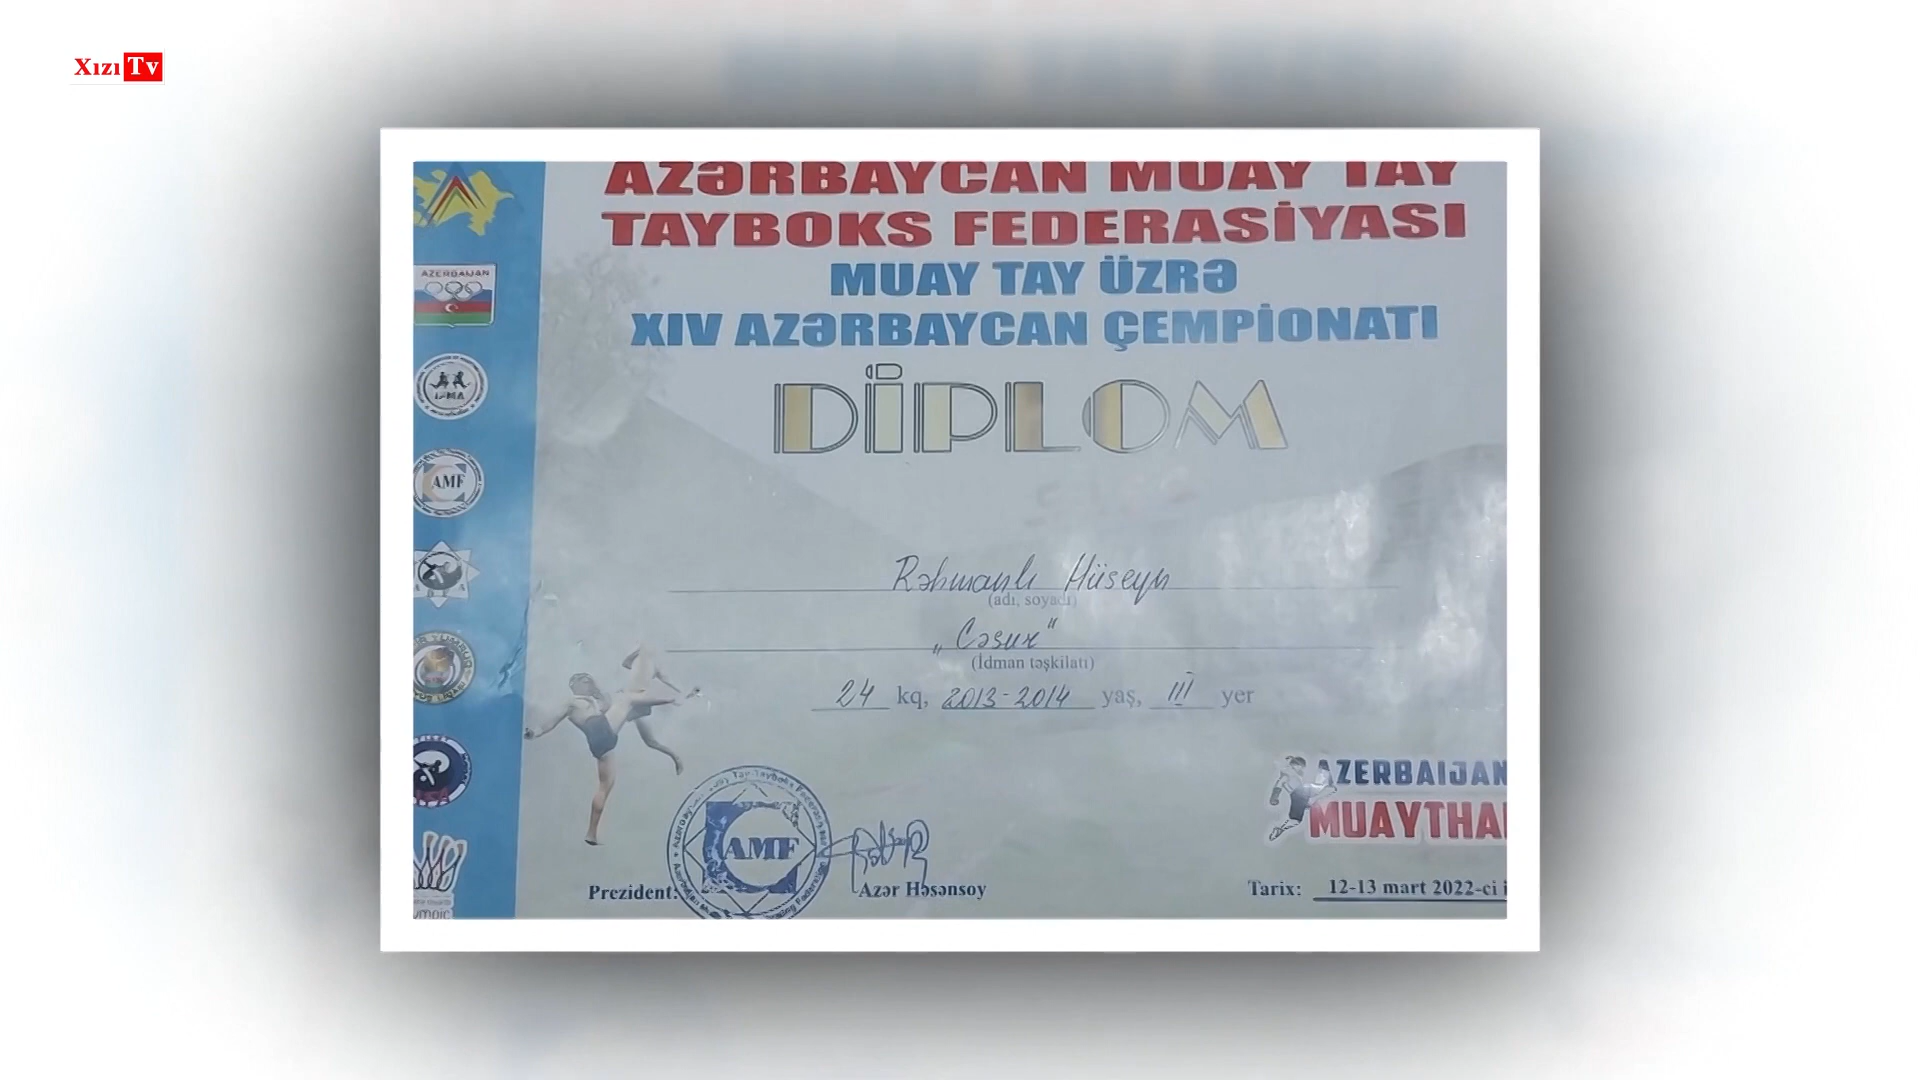 Xızı Tv
AZƏRBAYCAN MUAY TAY
TAYBOKS FEDERASİYASI
MUAY TAY ÜZRƏ
XIV AZƏRBAYCAN ÇEMPİONATI
DİPLOM
AZERBAIJAN
AMF
Rəhmanlı Hüseyn
(adı, soyadı)
„Cəsur"
(İdman təşkilatı)
24 kq, 2013-2014 yaş, III yer
AZERBAIJAN
MUAYTHAI
AMF
Prezident: Azər Həsənsoy
Tarix: 12-13 mart 2022-ci i